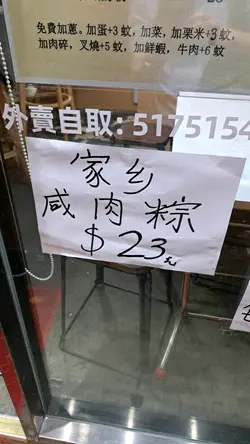 免費加蔥。加蛋+3 蚊，加菜，加栗米+3 蚊，
加肉碎，叉燒+5 蚊，加鮮蝦，牛肉+6 蚊
外賣自取: 5175154
家乡
咸肉粽
$23元